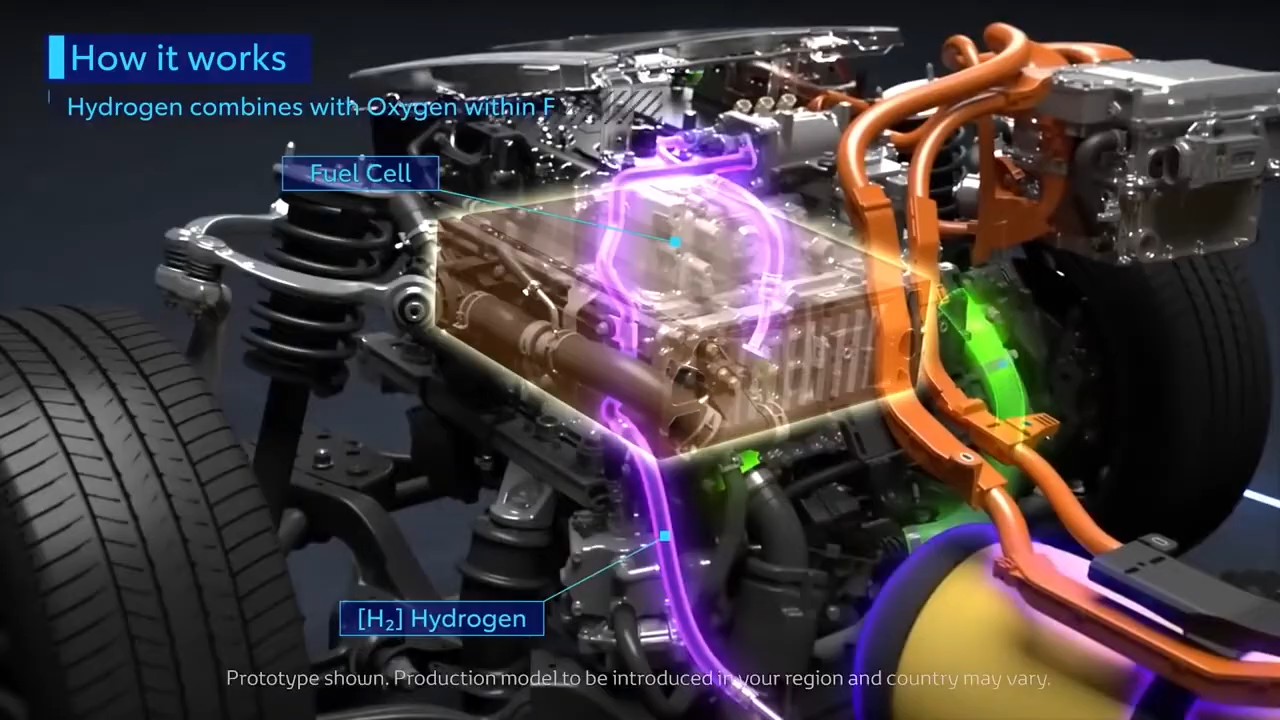 How it works
Hydrogen combines with Oxygen within F
Fuel Cell
[H₂] Hydrogen
Prototype shown. Production model to be introduced in your region and country may vary.